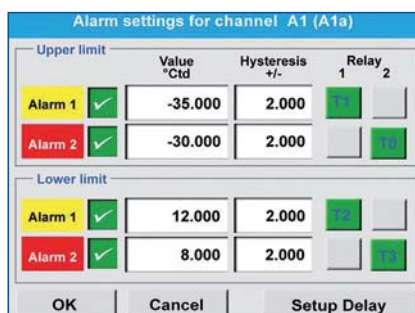 Alarm settings for channel A1 (A1a)
Upper limit
Value °Ctd Hysteresis +/- Relay 1 2
Alarm 1 -35.000 2.000 T1
Alarm 2 -30.000 2.000 T0
Lower limit
Alarm 1 12.000 2.000 T2
Alarm 2 8.000 2.000 T3
OK Cancel Setup Delay